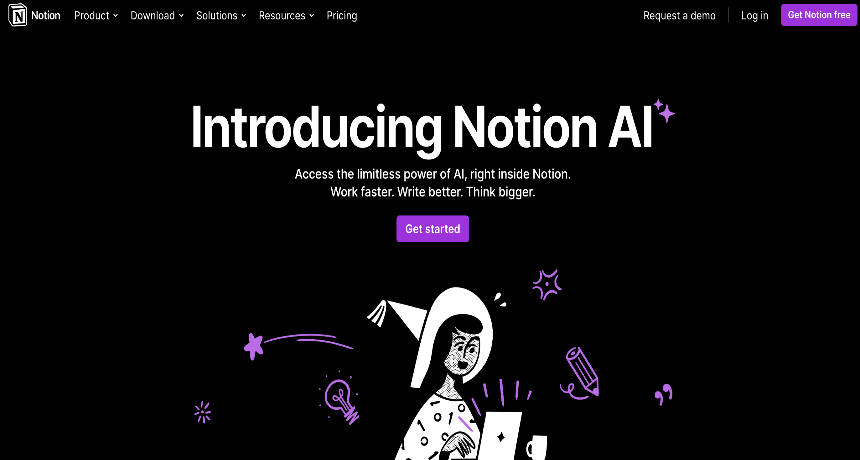 Notion Product Download Solutions Resources Pricing Request a demo Log in Get Notion free
Introducing Notion AI
Access the limitless power of AI, right inside Notion.
Work faster. Write better. Think bigger.
Get started